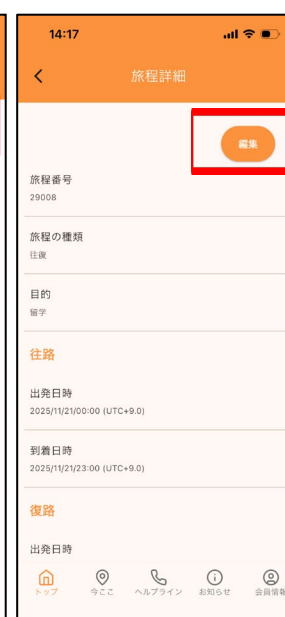 14:17
旅程詳細
編集
旅程番号
29008
旅程の種類
往復
目的
留学
往路
出発日時
2025/11/21/00:00 (UTC+9.0)
到着日時
2025/11/21/23:00 (UTC+9.0)
復路
出発日時
トップ
今ここ
ヘルプライン
お知らせ
会員情報